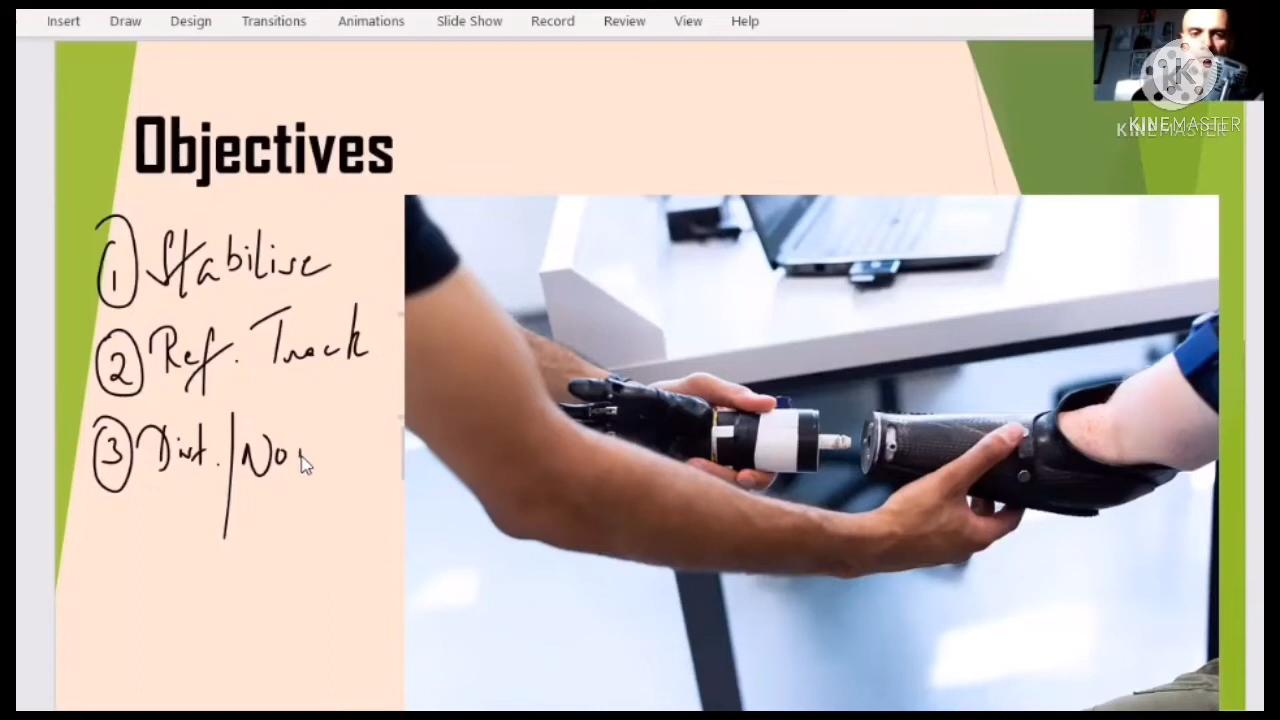 Insert Draw Design Transitions Animations Slide Show Record Review View Help
KINEMASTER
Objectives
① Stabilise
② Ref. Track
③ Dist. / No